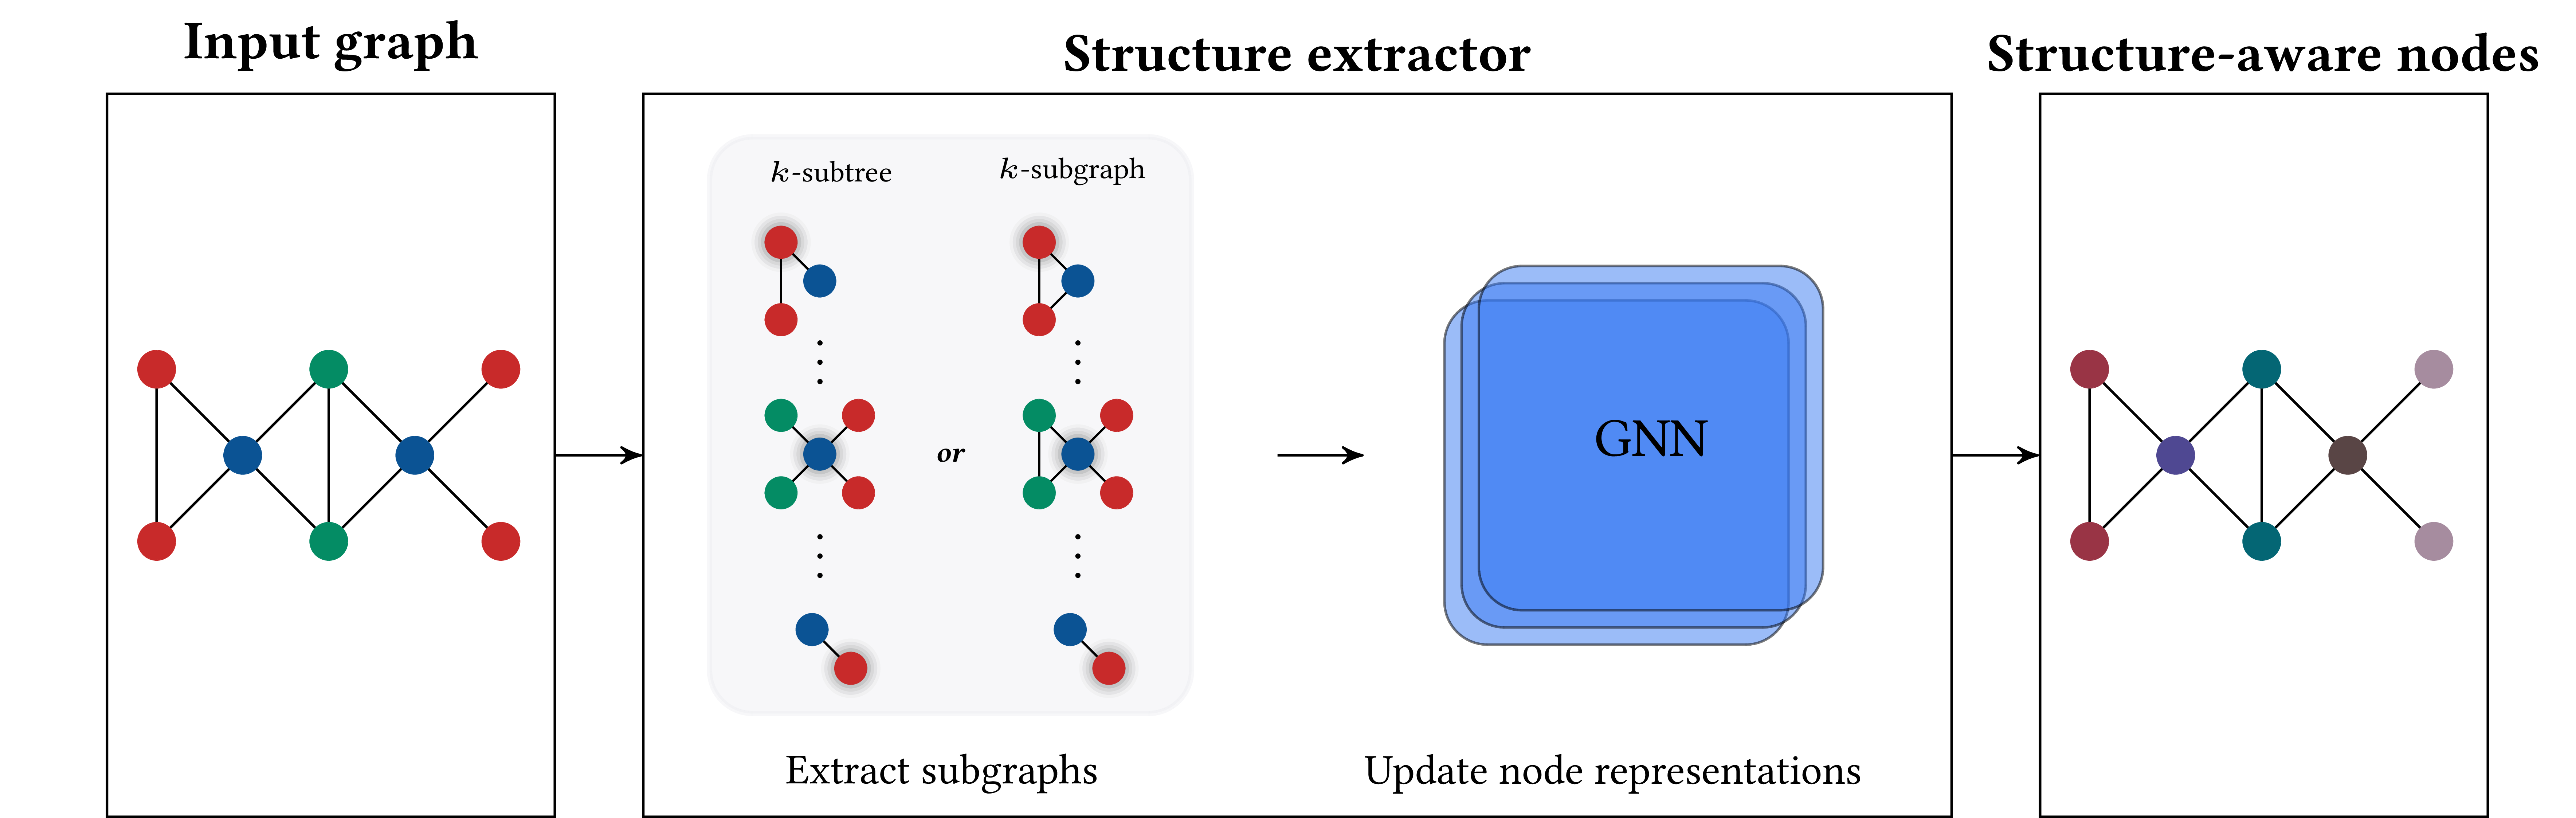 Input graph
Structure extractor
Structure-aware nodes
k-subtree
k-subgraph
or
GNN
Extract subgraphs
Update node representations